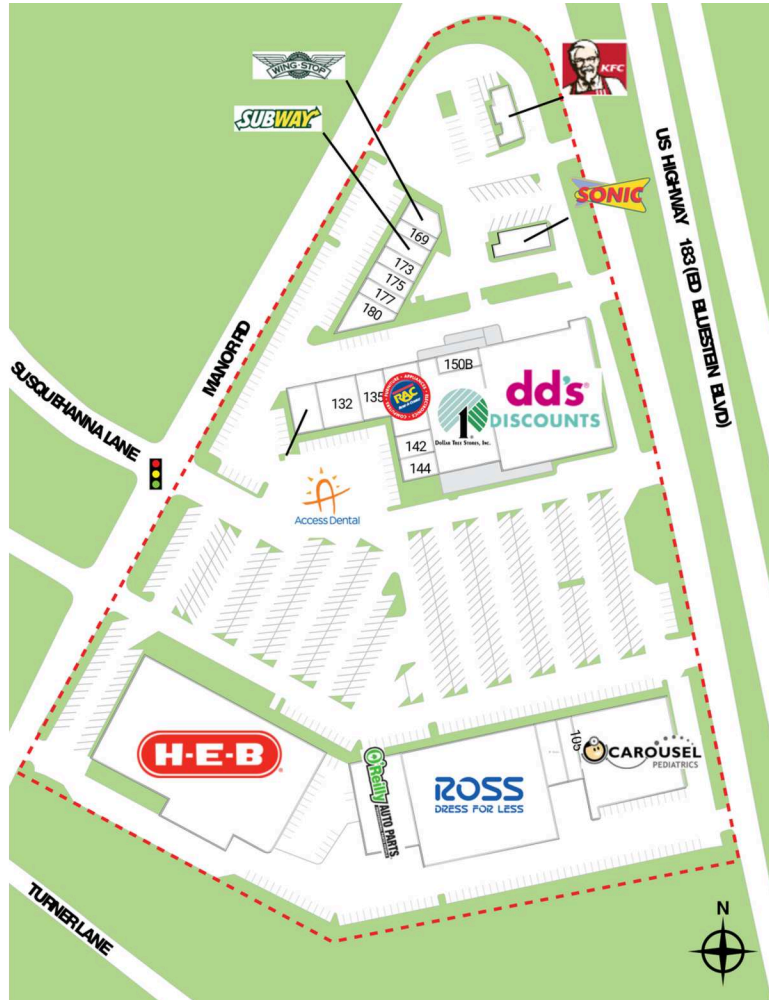 WING·STOP
SUBWAY
KFC
US HIGHWAY 183 (ED BLUESTEIN BLVD)
SONIC
169
173
175
177
180
MANOR RD
SUSQUEHANNA LANE
150B
132
135
RAC
dd's
DISCOUNTS
1
DOLLAR TREE STORES, INC.
142
144
Access Dental
H-E-B
O'Reilly AUTO PARTS
ROSS
DRESS FOR LESS
105
CAROUSEL
PEDIATRICS
TURNER LANE
N